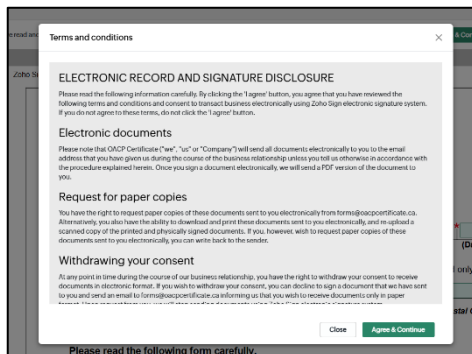 Terms and conditions
& Con
Zoho Si
ELECTRONIC RECORD AND SIGNATURE DISCLOSURE
Please read the following information carefully. By clicking the 'I agree' button, you agree that you have reviewed the
following terms and conditions and consent to transact business electronically using Zoho Sign electronic signature system.
If you do not agree to these terms, do not click the 'I agree' button.
Electronic documents
Please note that OACP Certificate ("we", "us" or "Company") will send all documents electronically to you to the email
address that you have given us during the course of the business relationship unless you tell us otherwise in accordance with
the procedure explained herein. Once you sign a document electronically, we will send a PDF version of the document to
you.
Request for paper copies
You have the right to request paper copies of these documents sent to you electronically from forms@oacpcertificate.ca.
Alternatively, you also have the ability to download and print these documents sent to you electronically, and re-upload a
scanned copy of the printed and physically signed documents. If you, however, wish to request paper copies of these
documents sent to you electronically, you can write back to the sender.
Withdrawing your consent
At any point in time during the course of our business relationship, you have the right to withdraw your consent to receive
documents in electronic format. If you wish to withdraw your consent, you can decline to sign a document that we have sent
to you and send an email to forms@oacpcertificate.ca informing us that you wish to receive documents only in paper
Close
Agree & Continue
Please read the following form carefully.